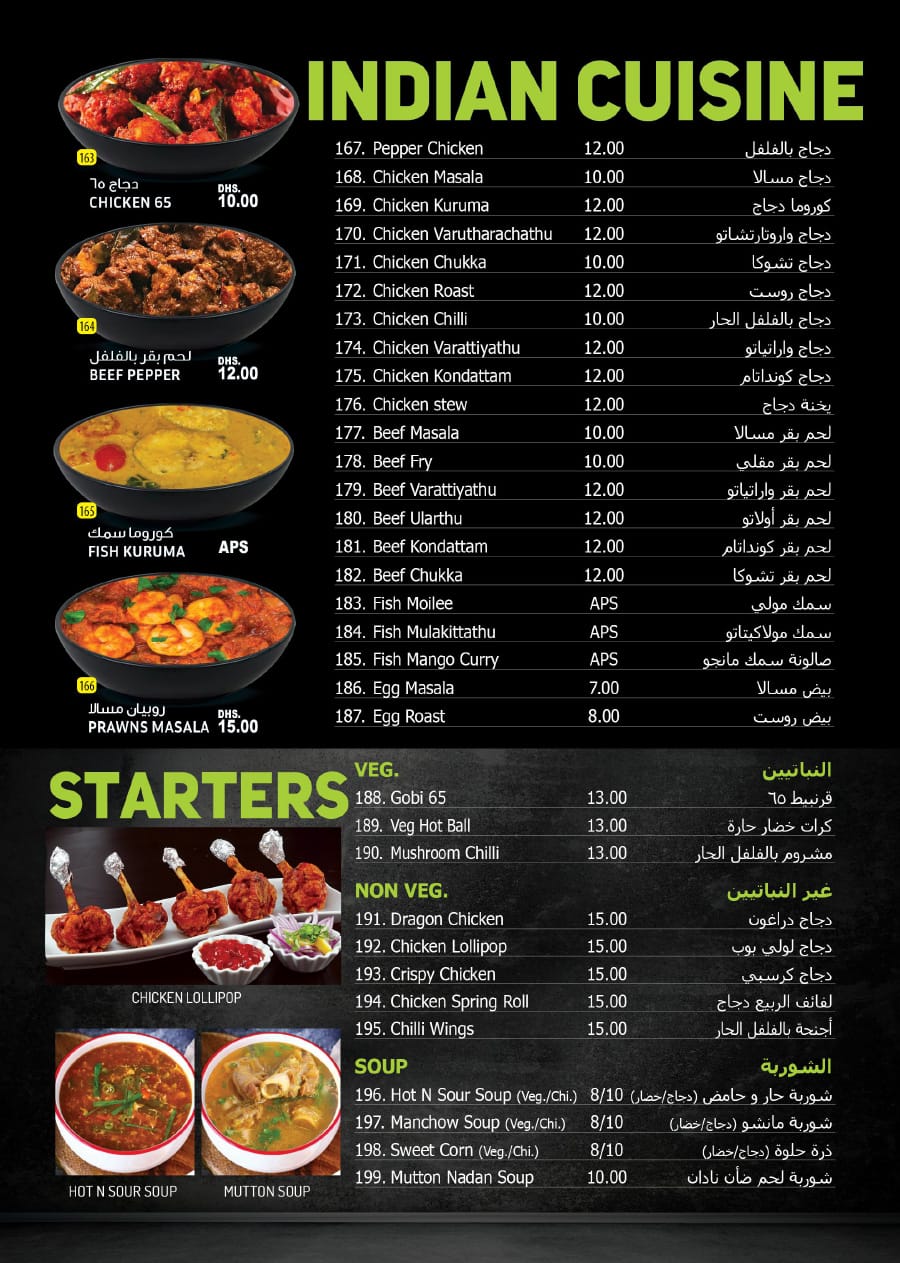 INDIAN CUISINE
163
دجاج ٦٥
CHICKEN 65
DHS.
10.00
164
لحم بقر بالفلفل
BEEF PEPPER
DHS.
12.00
165
كوروما سمك
FISH KURUMA
APS
166
روبيان مسالا
PRAWNS MASALA
DHS.
15.00
167. Pepper Chicken 12.00 دجاج بالفلفل
168. Chicken Masala 10.00 دجاج مسالا
169. Chicken Kuruma 12.00 كوروما دجاج
170. Chicken Varutharachathu 12.00 دجاج واروتارتشاتو
171. Chicken Chukka 10.00 دجاج تشوكا
172. Chicken Roast 12.00 دجاج روست
173. Chicken Chilli 10.00 دجاج بالفلفل الحار
174. Chicken Varattiyathu 12.00 دجاج واراتياتو
175. Chicken Kondattam 12.00 دجاج كونداتام
176. Chicken stew 12.00 يخنة دجاج
177. Beef Masala 10.00 لحم بقر مسالا
178. Beef Fry 10.00 لحم بقر مقلي
179. Beef Varattiyathu 12.00 لحم بقر واراتياتو
180. Beef Ularthu 12.00 لحم بقر أولاتو
181. Beef Kondattam 12.00 لحم بقر كونداتام
182. Beef Chukka 12.00 لحم بقر تشوكا
183. Fish Moilee APS سمك مولي
184. Fish Mulakittathu APS سمك مولاكيتاتو
185. Fish Mango Curry APS صالونة سمك مانجو
186. Egg Masala 7.00 بيض مسالا
187. Egg Roast 8.00 بيض روست
STARTERS
CHICKEN LOLLIPOP
HOT N SOUR SOUP
MUTTON SOUP
VEG. النباتيين
188. Gobi 65 13.00 قرنبيط ٦٥
189. Veg Hot Ball 13.00 كرات خضار حارة
190. Mushroom Chilli 13.00 مشروم بالفلفل الحار
NON VEG. غير النباتيين
191. Dragon Chicken 15.00 دجاج دراغون
192. Chicken Lollipop 15.00 دجاج لولي بوب
193. Crispy Chicken 15.00 دجاج كرسبي
194. Chicken Spring Roll 15.00 لفائف الربيع دجاج
195. Chilli Wings 15.00 أجنحة بالفلفل الحار
SOUP الشوربة
196. Hot N Sour Soup (Veg./Chi.) 8/10 شوربة حار و حامض (دجاج/خضار)
197. Manchow Soup (Veg./Chi.) 8/10 شوربة مانشو (دجاج/خضار)
198. Sweet Corn (Veg./Chi.) 8/10 ذرة حلوة (دجاج/خضار)
199. Mutton Nadan Soup 10.00 شوربة لحم ضأن نادان